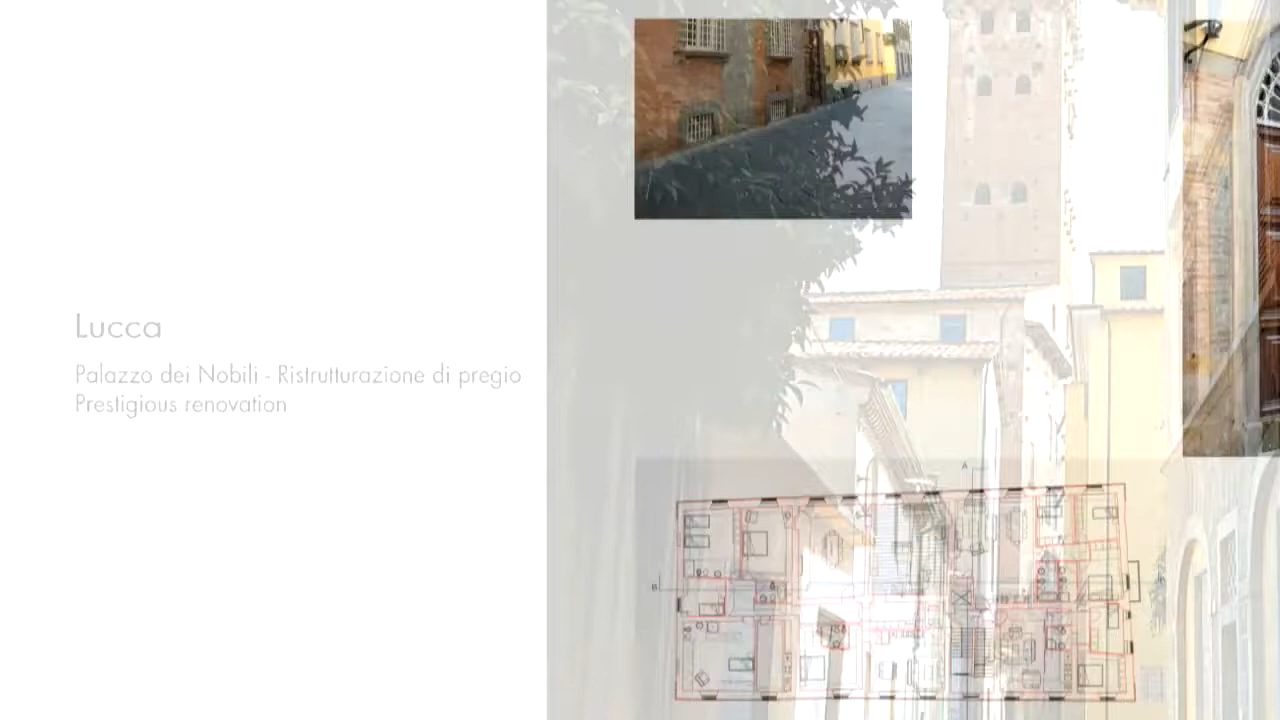 Lucca
Palazzo dei Nobili - Ristrutturazione di pregio
Prestigious renovation
A
B